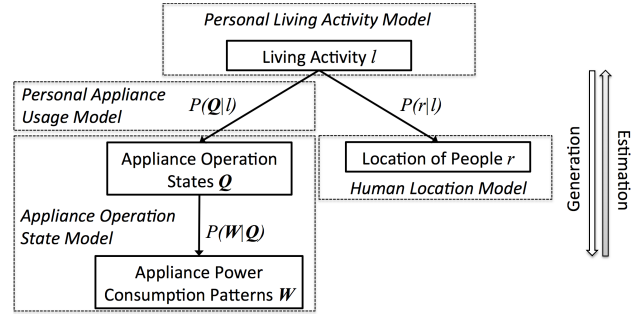 Personal Living Activity Model
Living Activity l
Personal Appliance
Usage Model
P(Q|l)
P(r|l)
Appliance Operation
States Q
Location of People r
Human Location Model
Appliance Operation
State Model
P(W|Q)
Appliance Power
Consumption Patterns W
Generation
Estimation